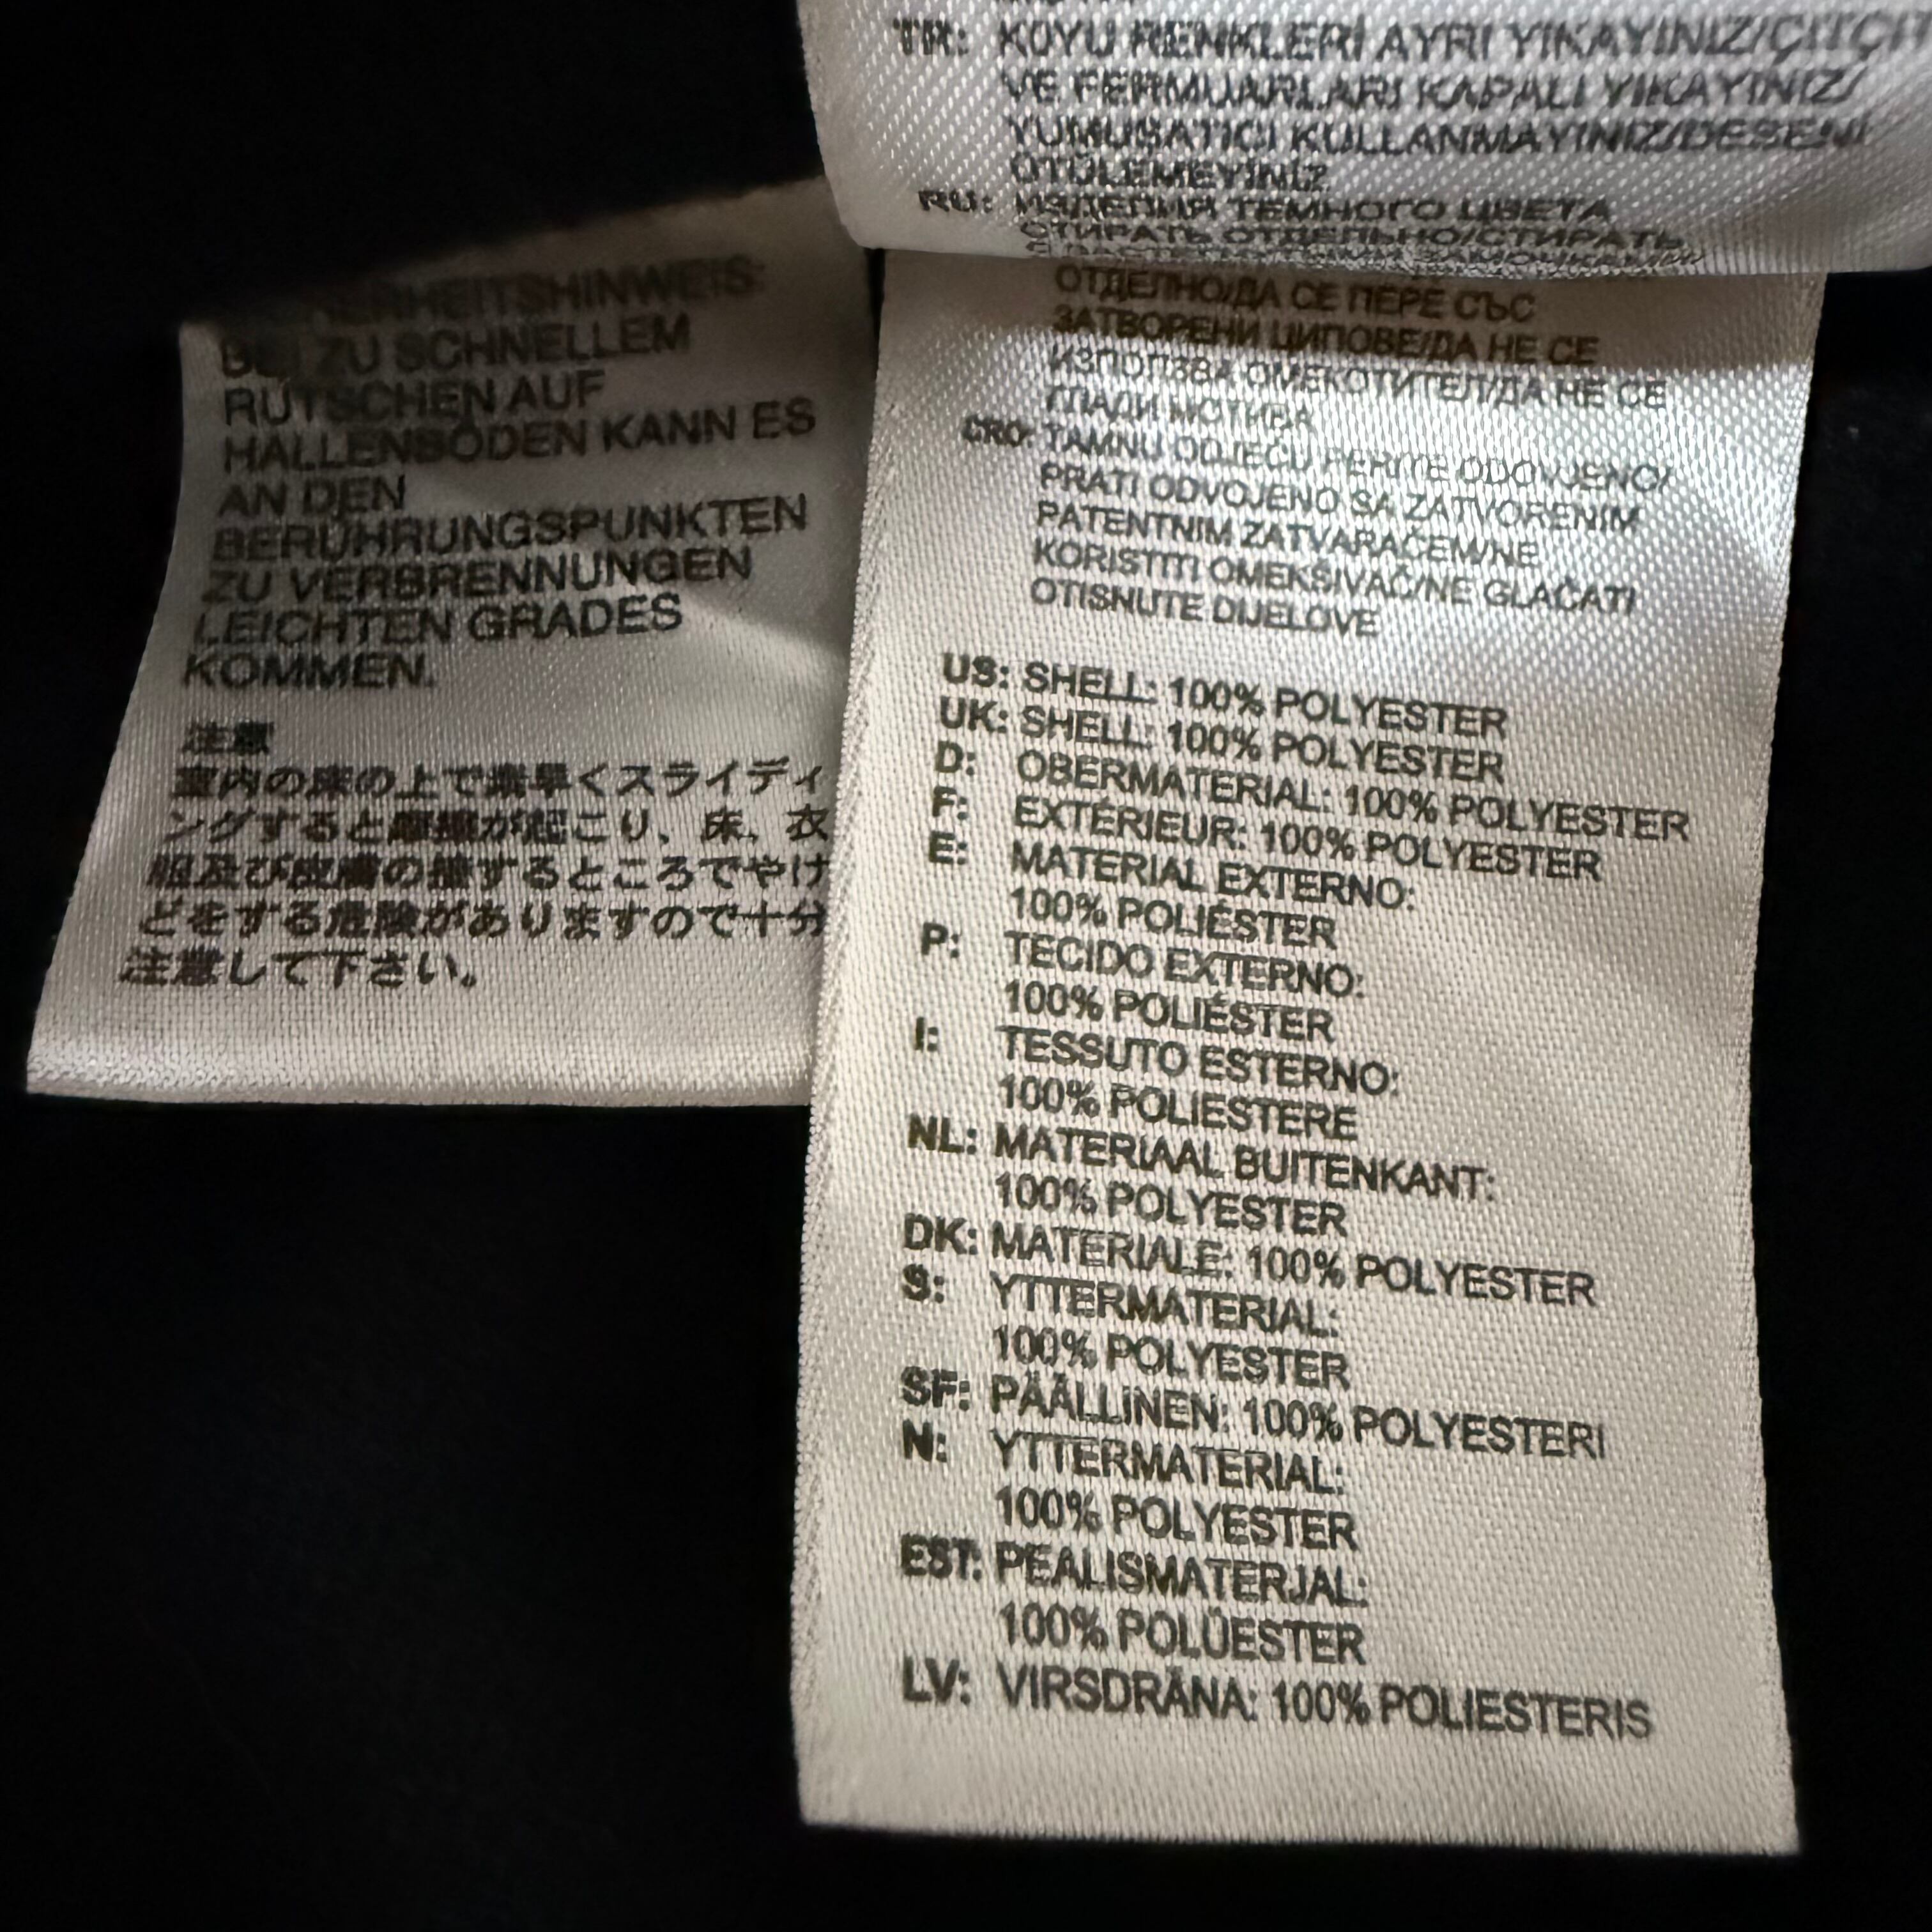 TR: KOYU RENKLERİ AYRI YIKAYINIZ/ÇITÇIT
VE FERMUARLARI KAPALI YIKAYINIZ/
YUMUŞATICI KULLANMAYINIZ/DESENİ
ÜTÜLEMEYİNİZ.
RU: ИЗДЕЛИЯ ТЕМНОГО ЦВЕТА
СТИРАТЬ ОТДЕЛЬНО/СТИРАТЬ
ЗАМОЧКАМИ/
BEI ZU SCHNELLEM
RUTSCHEN AUF
HALLENBÖDEN KANN ES
AN DEN
BERÜHRUNGSPUNKTEN
ZU VERBRENNUNGEN
LEICHTEN GRADES
KOMMEN.
注意
室内の床の上で素早くスライディ
ングすると摩擦が起こり、床、衣
服及び皮膚の接するところでやけ
どをする危険がありますので十分
注意して下さい。
ОТДЕЛНО/ДА СЕ ПЕРЕ СЪС
ЗАТВОРЕНИ ЦИПОВЕ/ДА НЕ СЕ
ИЗПОЛЗВА ОМЕКОТИТЕЛ/ДА НЕ СЕ
ГЛАДИ МОТИВА
CRO: TAMNU ODJEĆU PERITE ODOVJENO/
PRATI ODVOJENO SA ZATVORENIM
PATENTNIM ZATVARAČEM/NE
KORISTITI OMEKŠIVAČ/NE GLAČATI
OTISNUTE DIJELOVE
US: SHELL: 100% POLYESTER
UK: SHELL: 100% POLYESTER
D: OBERMATERIAL: 100% POLYESTER
F: EXTÉRIEUR: 100% POLYESTER
E: MATERIAL EXTERNO:
100% POLIÉSTER
P: TECIDO EXTERNO:
100% POLIÉSTER
I: TESSUTO ESTERNO:
100% POLIESTERE
NL: MATERIAAL BUITENKANT:
100% POLYESTER
DK: MATERIALE: 100% POLYESTER
S: YTTERMATERIAL:
100% POLYESTER
SF: PÄÄLLINEN: 100% POLYESTERI
N: YTTERMATERIAL:
100% POLYESTER
EST: PEALISMATERJAL:
100% POLÜESTER
LV: VIRSDRĀNA: 100% POLIESTERIS